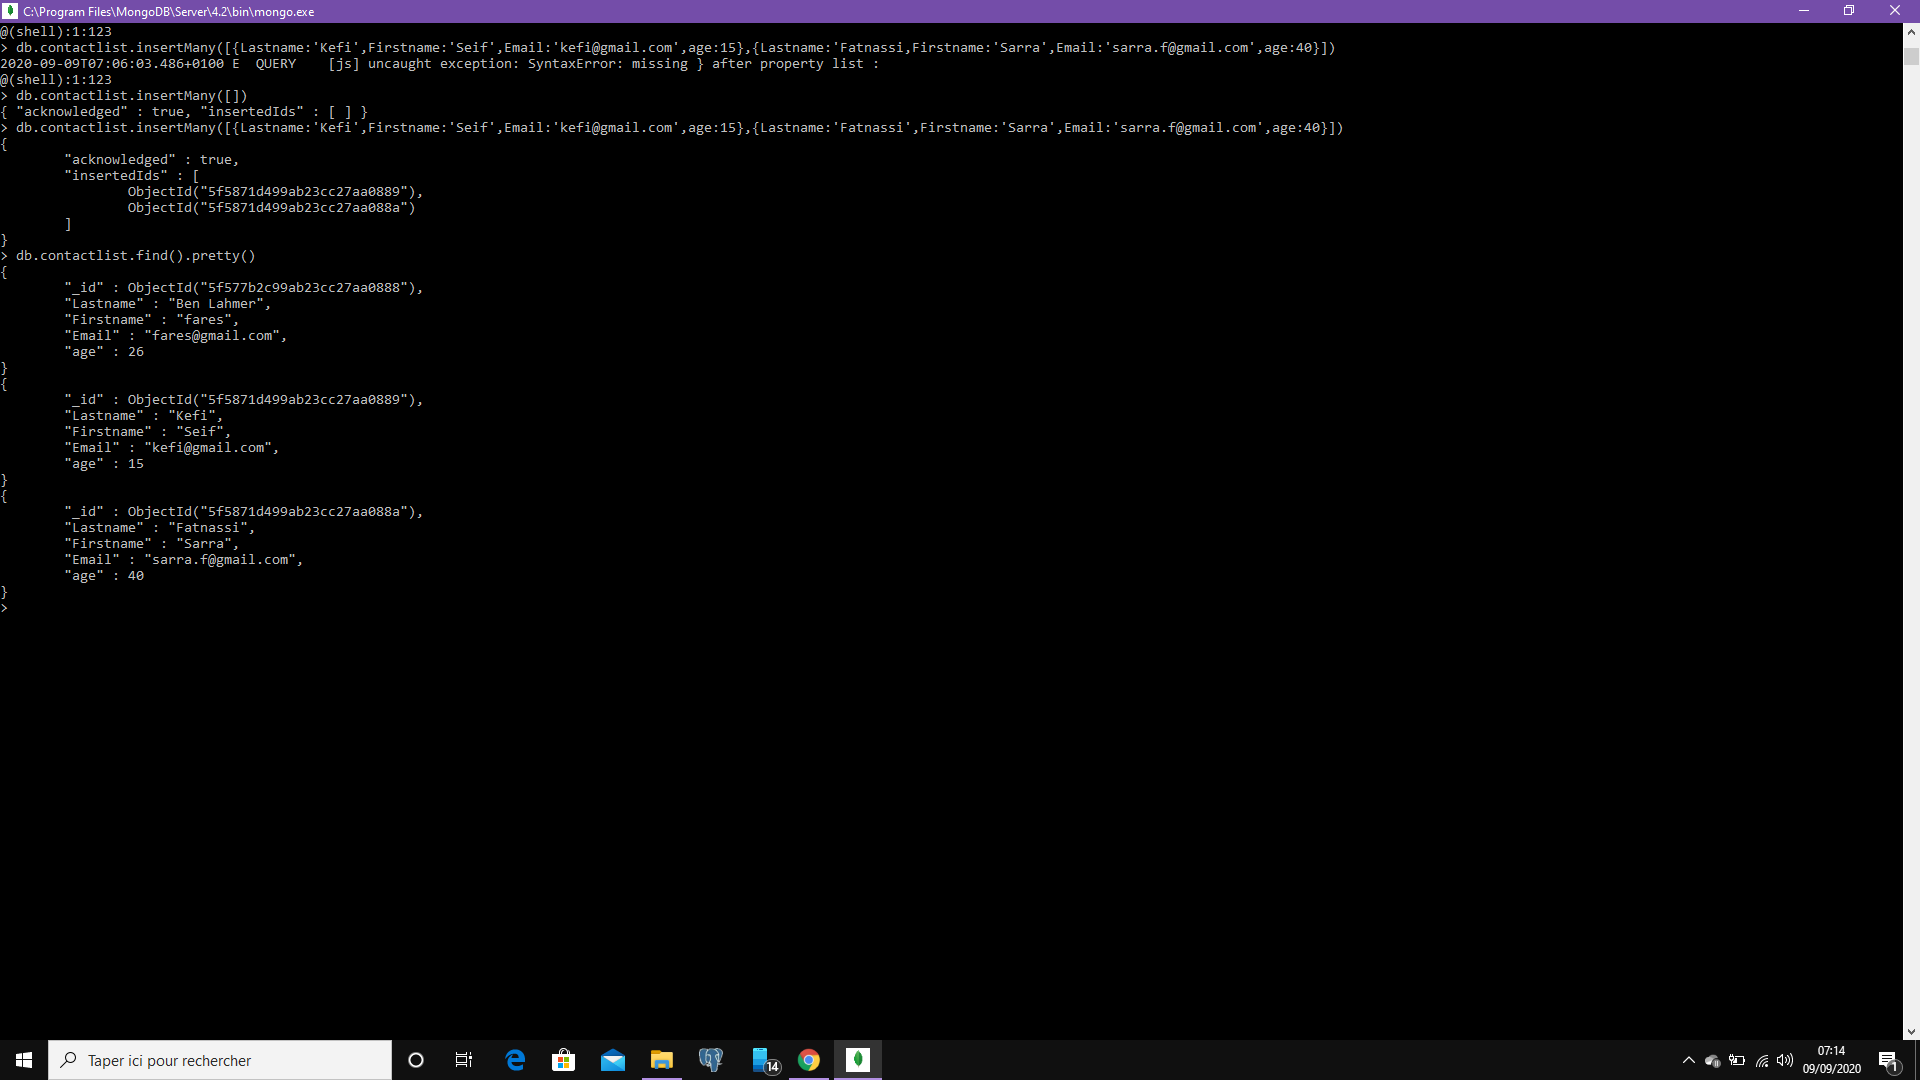 C:\Program Files\MongoDB\Server\4.2\bin\mongo.exe
@(shell):1:123
> db.contactlist.insertMany([{Lastname:'Kefi',Firstname:'Seif',Email:'kefi@gmail.com',age:15},{Lastname:'Fatnassi,Firstname:'Sarra',Email:'sarra.f@gmail.com',age:40}])
2020-09-09T07:06:03.486+0100 E  QUERY    [js] uncaught exception: SyntaxError: missing } after property list :
@(shell):1:123
> db.contactlist.insertMany([])
{ "acknowledged" : true, "insertedIds" : [ ] }
> db.contactlist.insertMany([{Lastname:'Kefi',Firstname:'Seif',Email:'kefi@gmail.com',age:15},{Lastname:'Fatnassi',Firstname:'Sarra',Email:'sarra.f@gmail.com',age:40}])
{
        "acknowledged" : true,
        "insertedIds" : [
                ObjectId("5f5871d499ab23cc27aa0889"),
                ObjectId("5f5871d499ab23cc27aa088a")
        ]
}
> db.contactlist.find().pretty()
{
        "_id" : ObjectId("5f577b2c99ab23cc27aa0888"),
        "Lastname" : "Ben Lahmer",
        "Firstname" : "fares",
        "Email" : "fares@gmail.com",
        "age" : 26
}
{
        "_id" : ObjectId("5f5871d499ab23cc27aa0889"),
        "Lastname" : "Kefi",
        "Firstname" : "Seif",
        "Email" : "kefi@gmail.com",
        "age" : 15
}
{
        "_id" : ObjectId("5f5871d499ab23cc27aa088a"),
        "Lastname" : "Fatnassi",
        "Firstname" : "Sarra",
        "Email" : "sarra.f@gmail.com",
        "age" : 40
}
>
Taper ici pour rechercher
14
07:14
09/09/2020
1